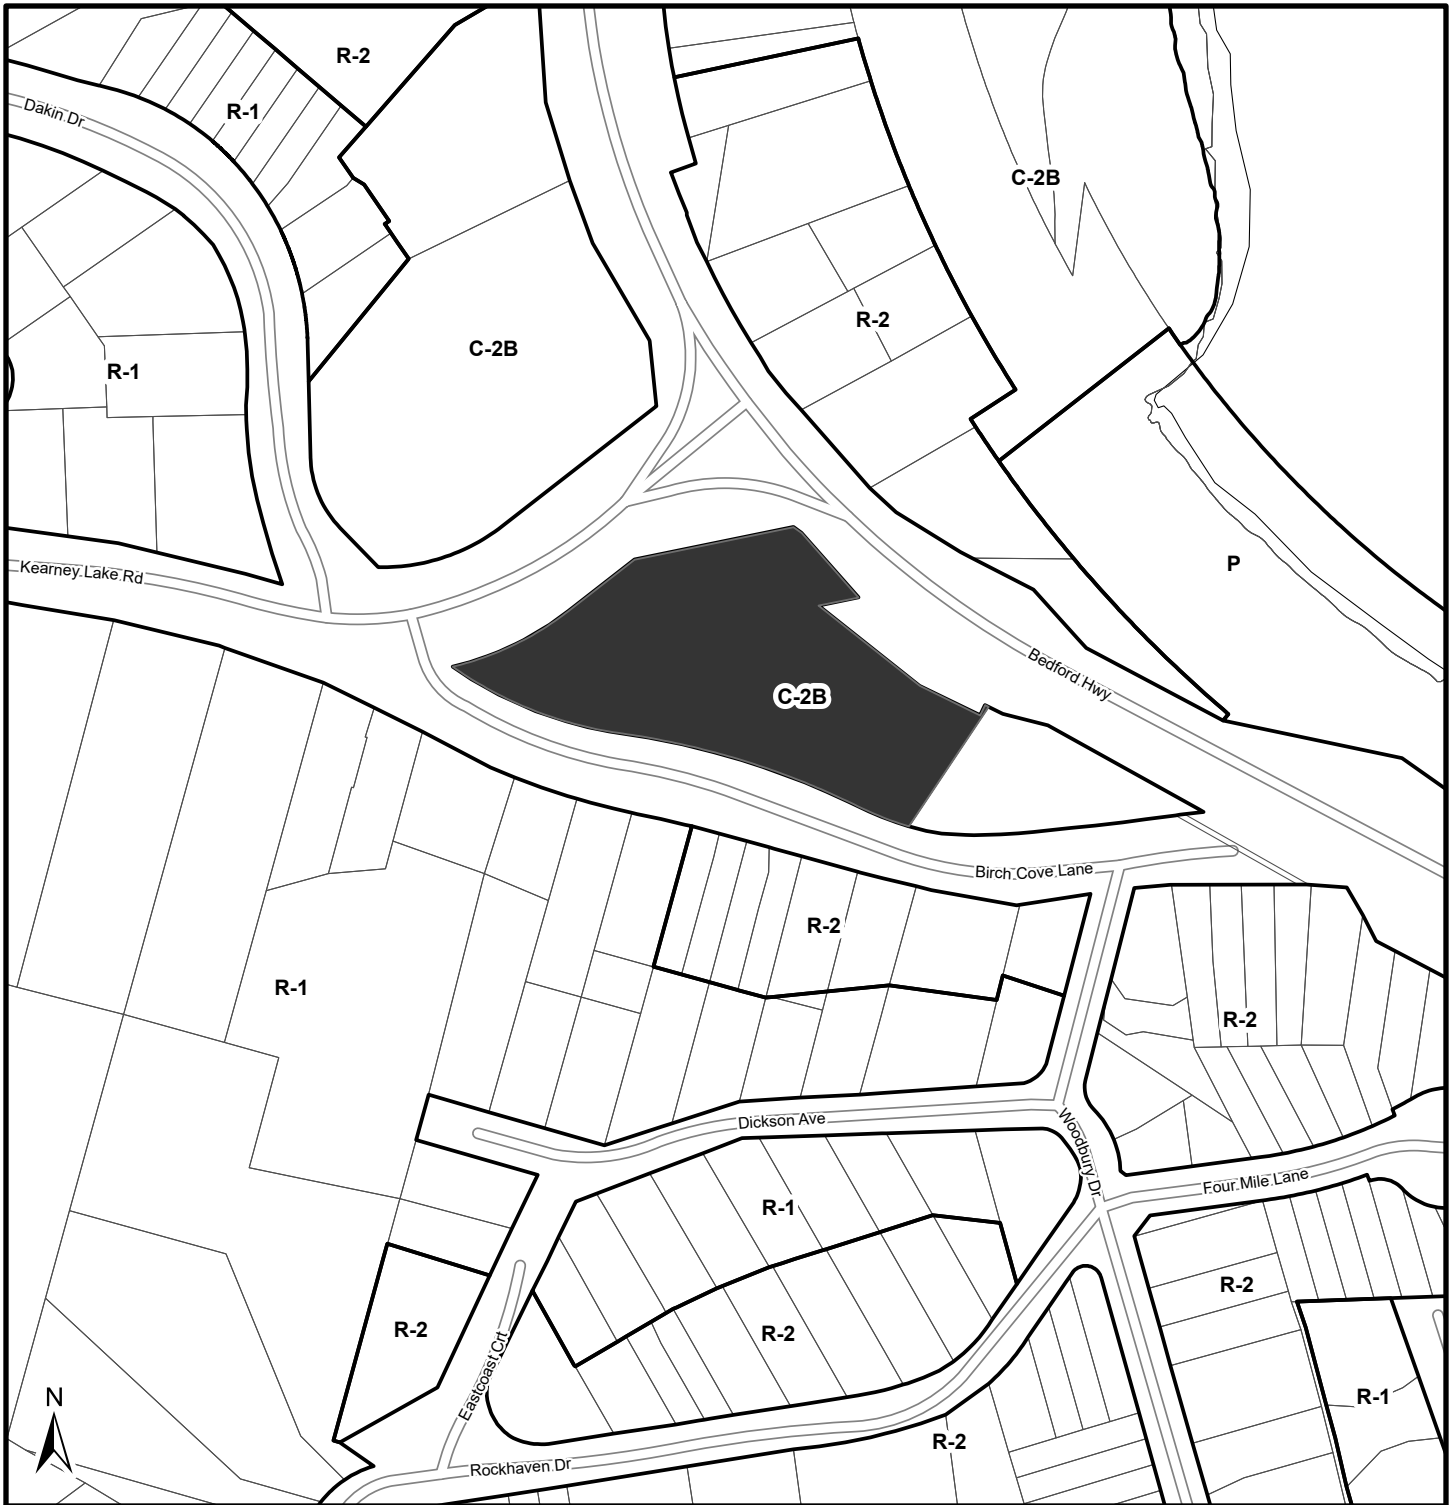 R-2
R-1
Dakin Dr
C-2B
R-2
C-2B
R-1
P
Kearney Lake Rd
Bedford Hwy
C-2B
Birch Cove Lane
R-2
R-1
R-2
Dickson Ave
Woodbury Dr
Four Mile Lane
R-1
R-2
R-2
R-2
Eastcoast Crt
N
R-1
R-2
Rockhaven Dr